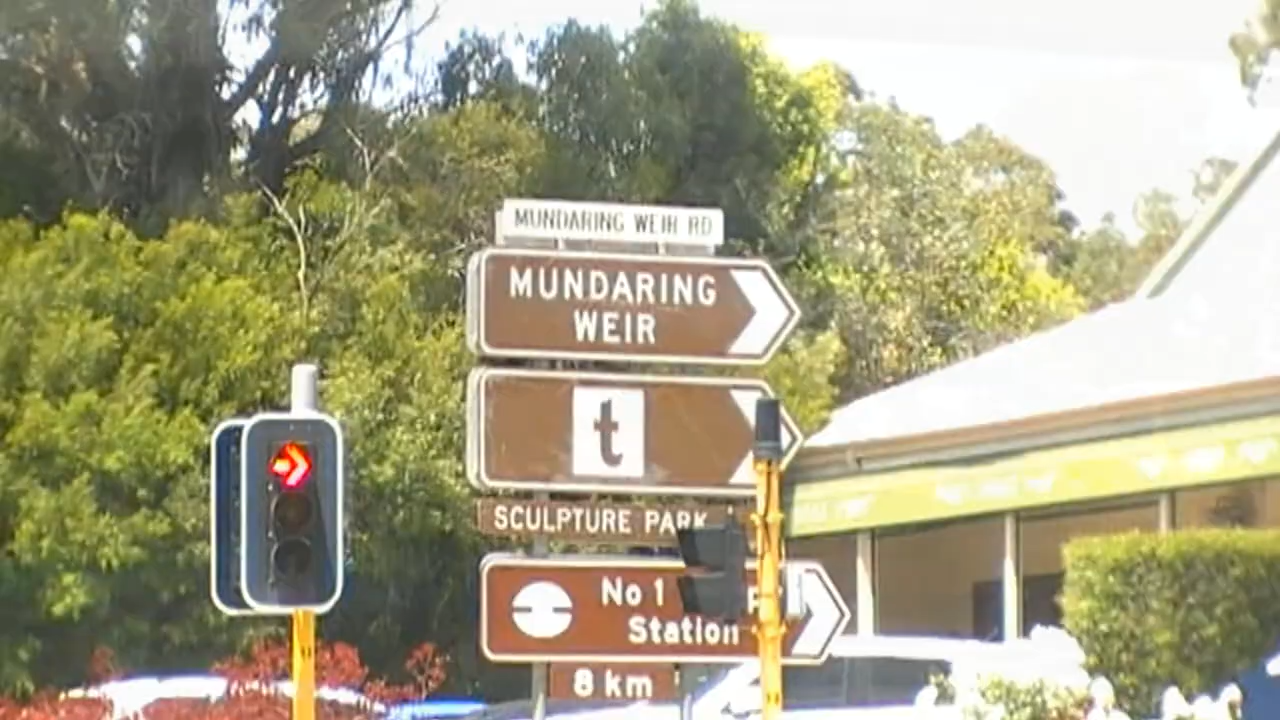 MUNDARING WEIR RD
MUNDARING
WEIR
t
SCULPTURE PARK
No 1
Station
8 km